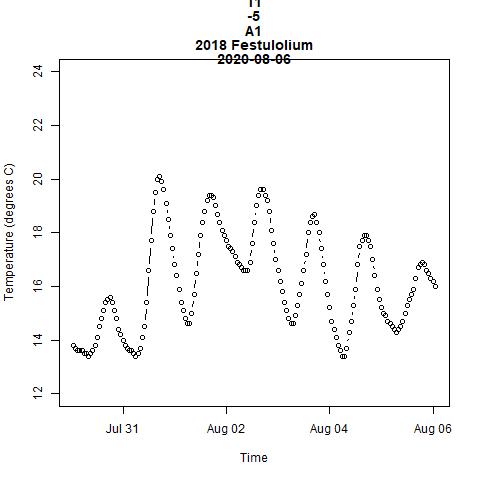 T1
-5
A1
2018 Festulolium
2020-08-06
Temperature (degrees C)
24
22
20
18
16
14
12
Jul 31 Aug 02 Aug 04 Aug 06
Time